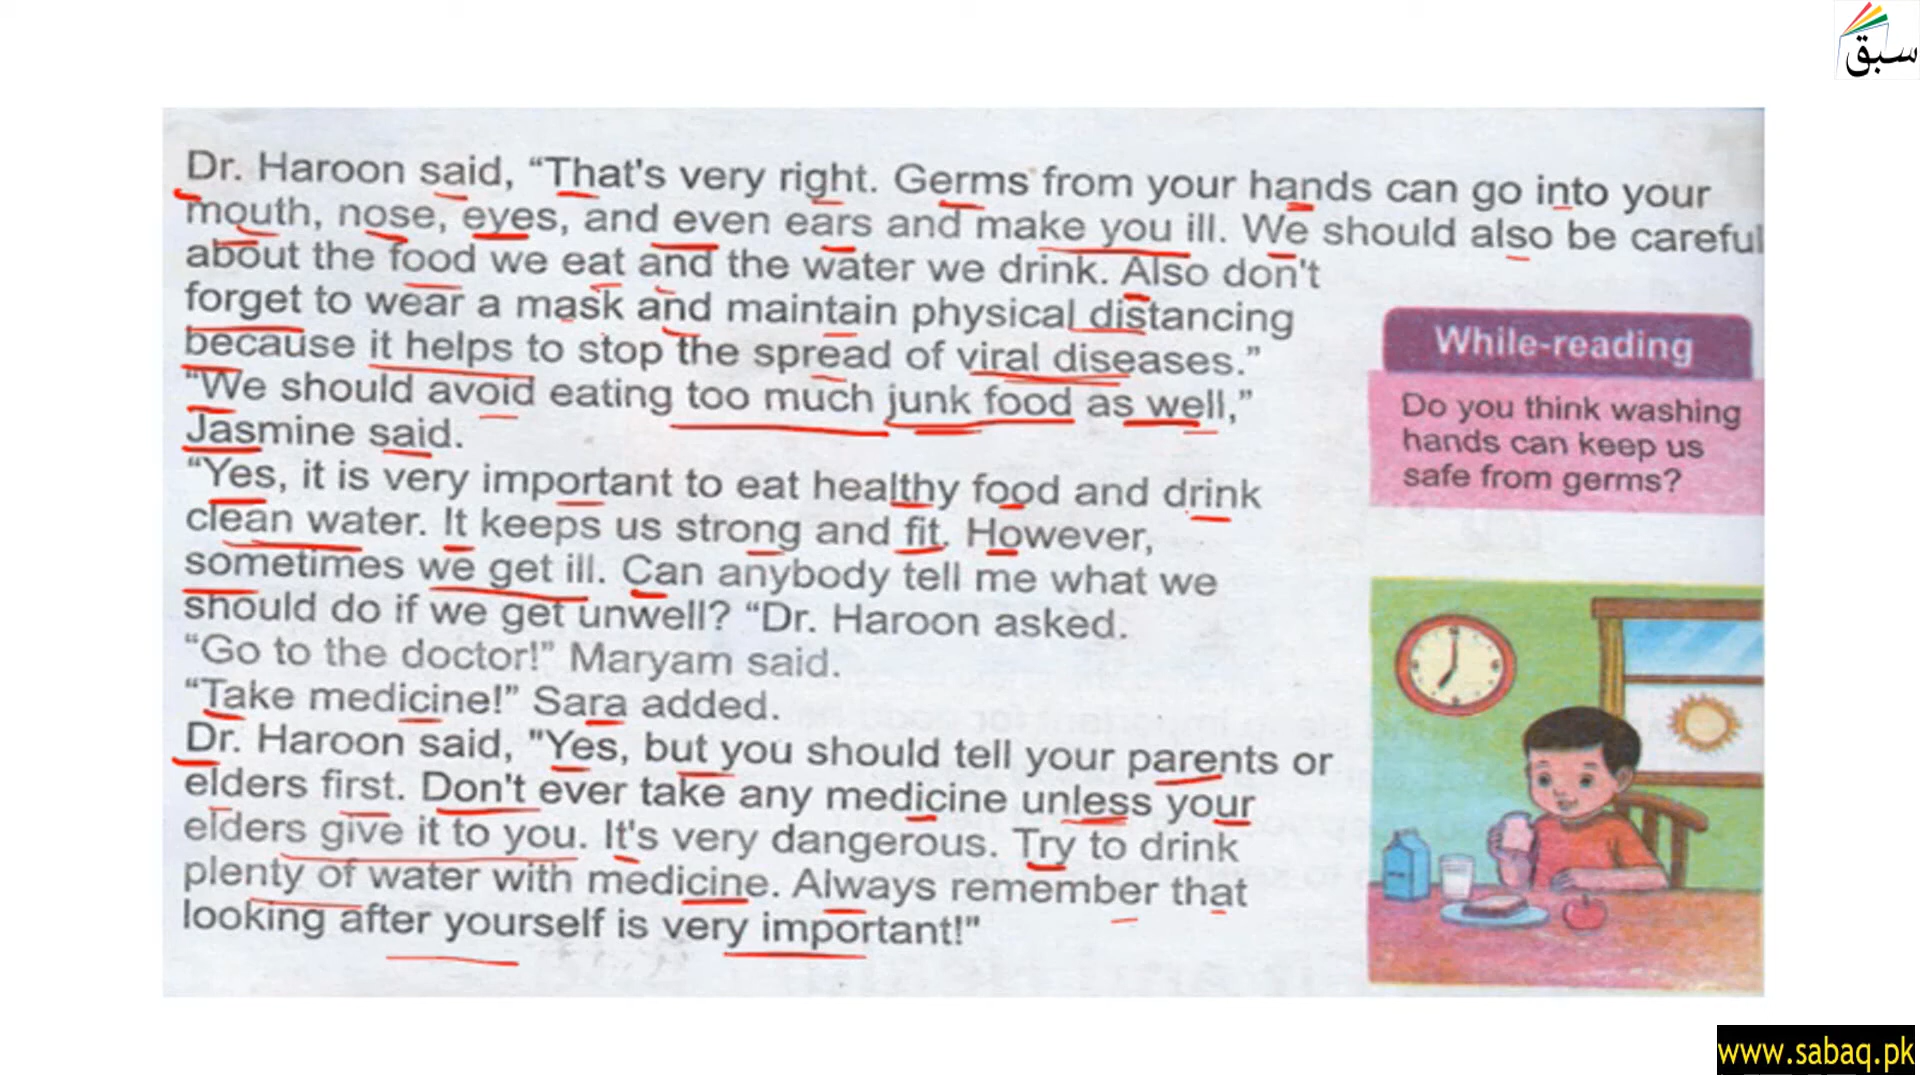 سبق
Dr. Haroon said, “That's very right. Germs from your hands can go into your
mouth, nose, eyes, and even ears and make you ill. We should also be careful
about the food we eat and the water we drink. Also don't
forget to wear a mask and maintain physical distancing
because it helps to stop the spread of viral diseases.”
“We should avoid eating too much junk food as well,”
Jasmine said.
“Yes, it is very important to eat healthy food and drink
clean water. It keeps us strong and fit. However,
sometimes we get ill. Can anybody tell me what we
should do if we get unwell? “Dr. Haroon asked.
“Go to the doctor!” Maryam said.
“Take medicine!” Sara added.
Dr. Haroon said, "Yes, but you should tell your parents or
elders first. Don't ever take any medicine unless your
elders give it to you. It's very dangerous. Try to drink
plenty of water with medicine. Always remember that
looking after yourself is very important!"
While-reading
Do you think washing
hands can keep us
safe from germs?
www.sabaq.pk